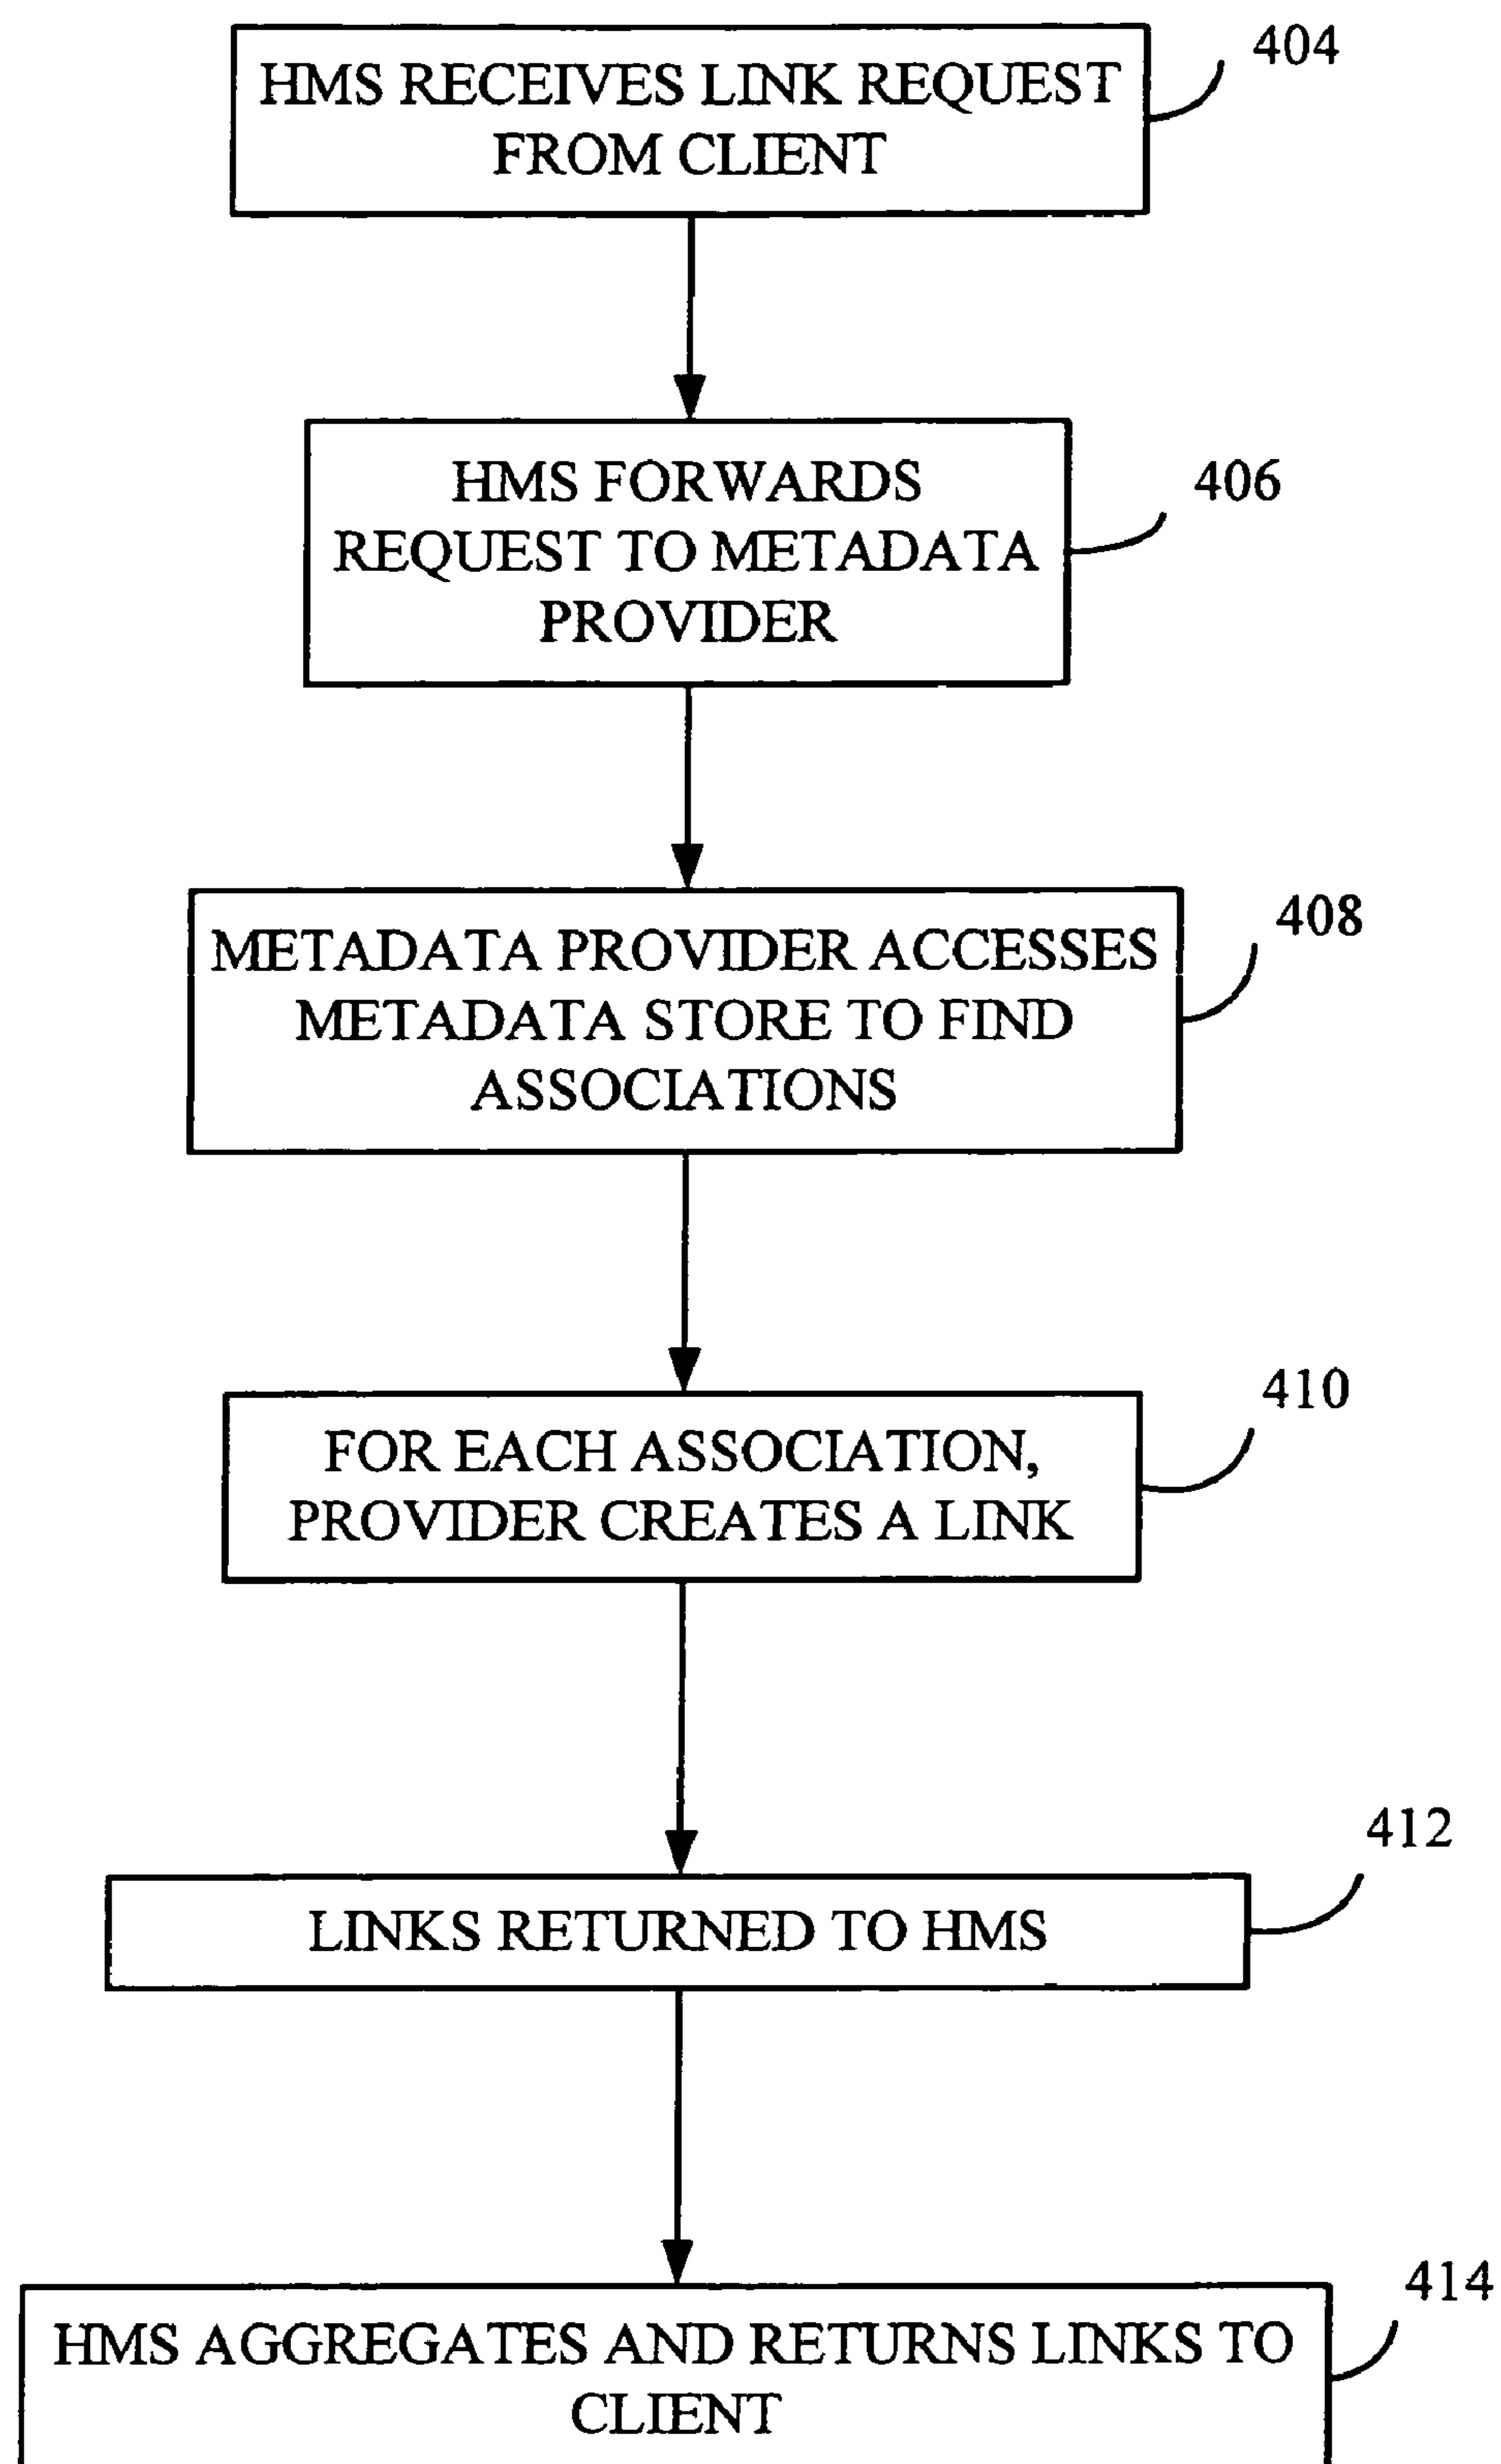 404
HMS RECEIVES LINK REQUEST
FROM CLIENT
406
HMS FORWARDS
REQUEST TO METADATA
PROVIDER
408
METADATA PROVIDER ACCESSES
METADATA STORE TO FIND
ASSOCIATIONS
410
FOR EACH ASSOCIATION,
PROVIDER CREATES A LINK
412
LINKS RETURNED TO HMS
414
HMS AGGREGATES AND RETURNS LINKS TO
CLIENT